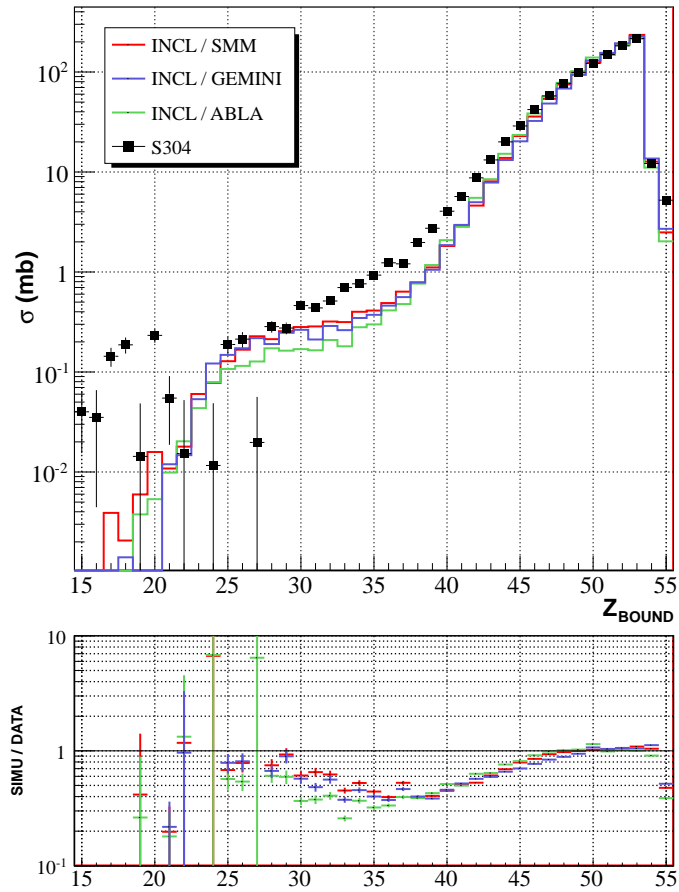 10²
10
1
10⁻¹
10⁻²
σ (mb)
INCL / SMM
INCL / GEMINI
INCL / ABLA
S304
15 20 25 30 35 40 45 50 55
Z_BOUND
10
1
10⁻¹
SIMU / DATA
15 20 25 30 35 40 45 50 55